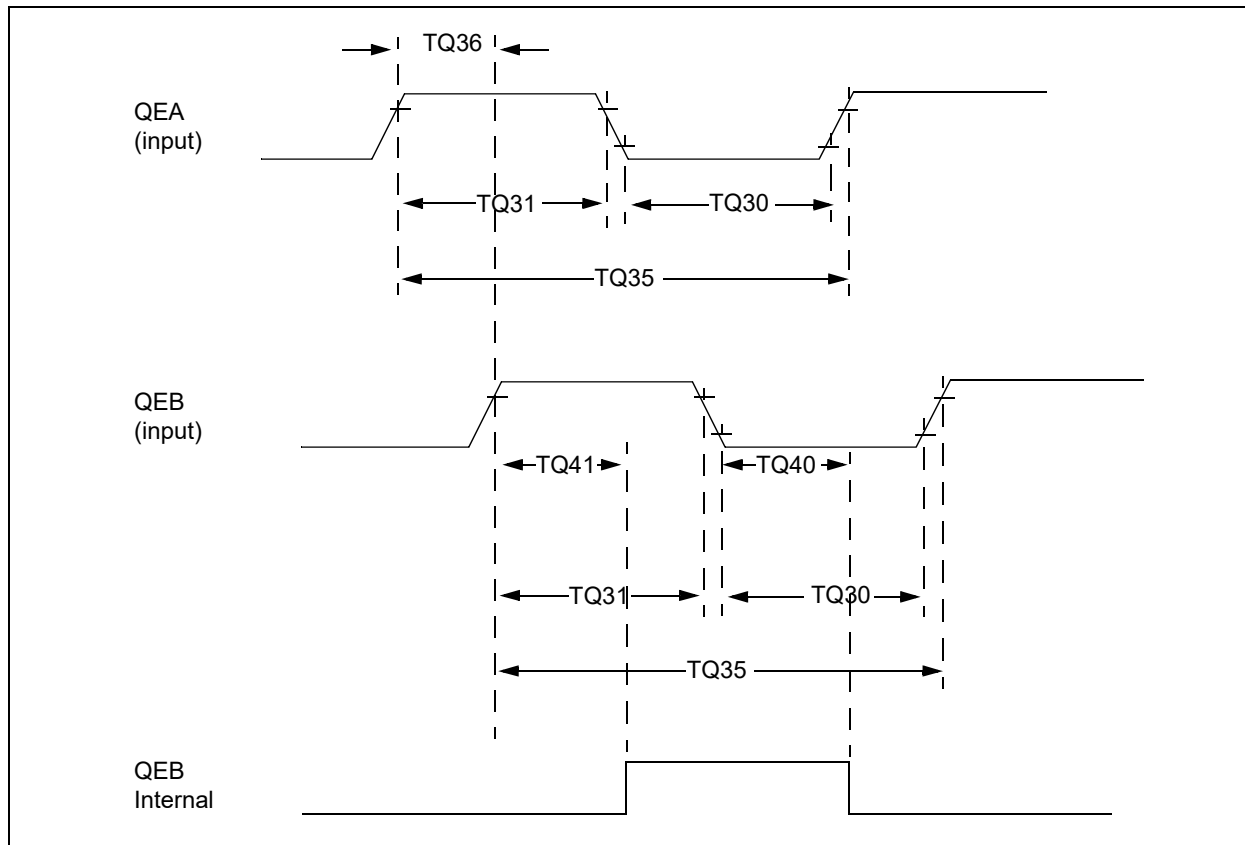 TQ36
QEA
(input)
TQ31
TQ30
TQ35
QEB
(input)
TQ41
TQ40
TQ31
TQ30
TQ35
QEB
Internal